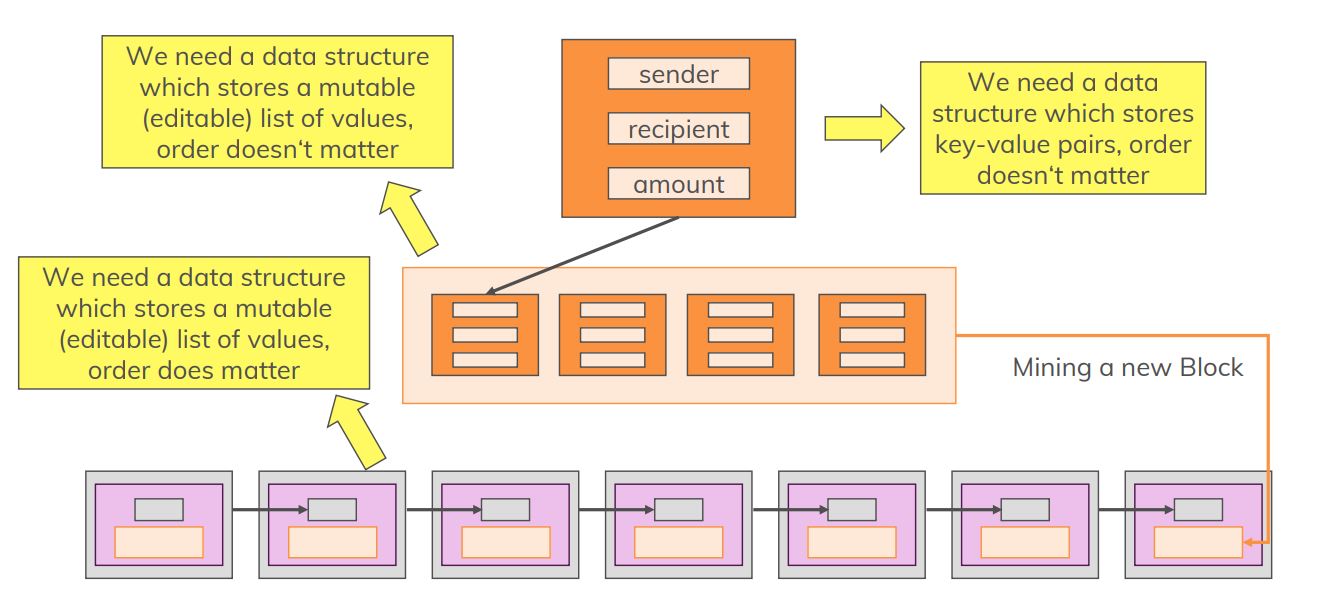 We need a data structure
which stores a mutable
(editable) list of values,
order doesn‘t matter
sender
recipient
amount
We need a data
structure which stores
key-value pairs, order
doesn‘t matter
We need a data structure
which stores a mutable
(editable) list of values,
order does matter
Mining a new Block